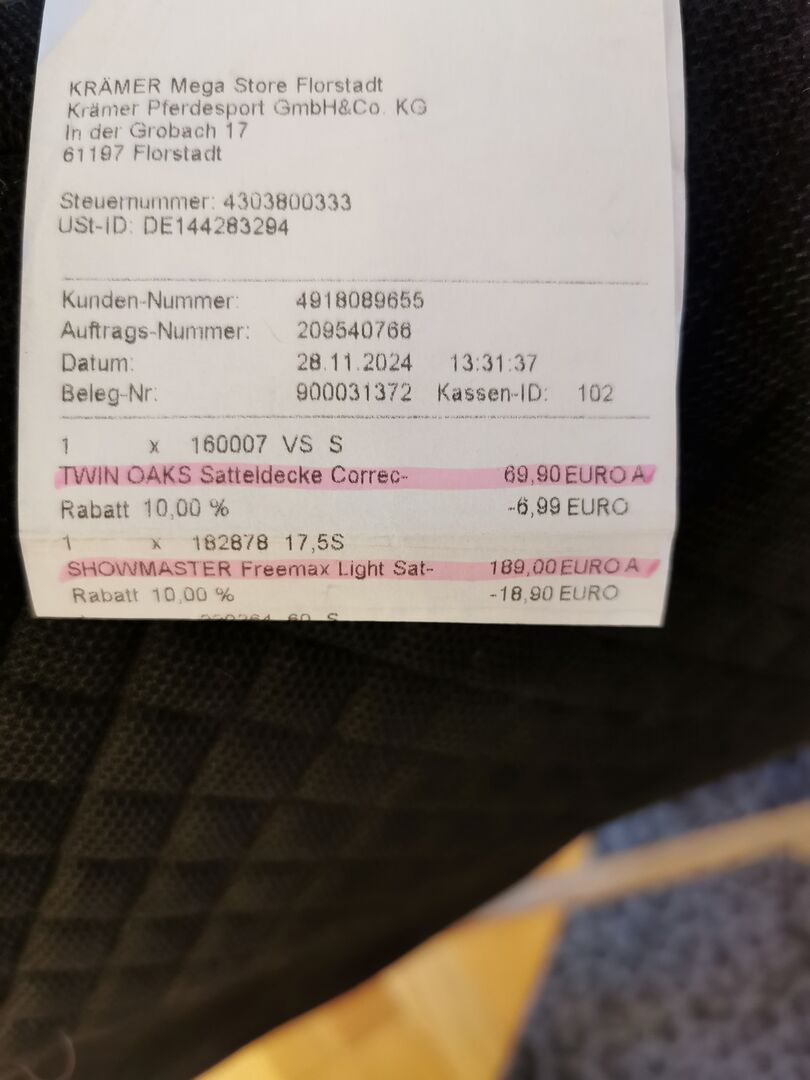 KRÄMER Mega Store Florstadt
Krämer Pferdesport GmbH&Co. KG
In der Grobach 17
61197 Florstadt
Steuernummer: 4303800333
USt-ID: DE144283294
Kunden-Nummer: 4918089655
Auftrags-Nummer: 209540766
Datum: 28.11.2024 13:31:37
Beleg-Nr: 900031372 Kassen-ID: 102
1 x 160007 VS S
TWIN OAKS Satteldecke Correc- 69,90 EURO A
Rabatt 10,00 % -6,99 EURO
1 x 182878 17,5S
SHOWMASTER Freemax Light Sat- 189,00 EURO A
Rabatt 10,00 % -18,90 EURO